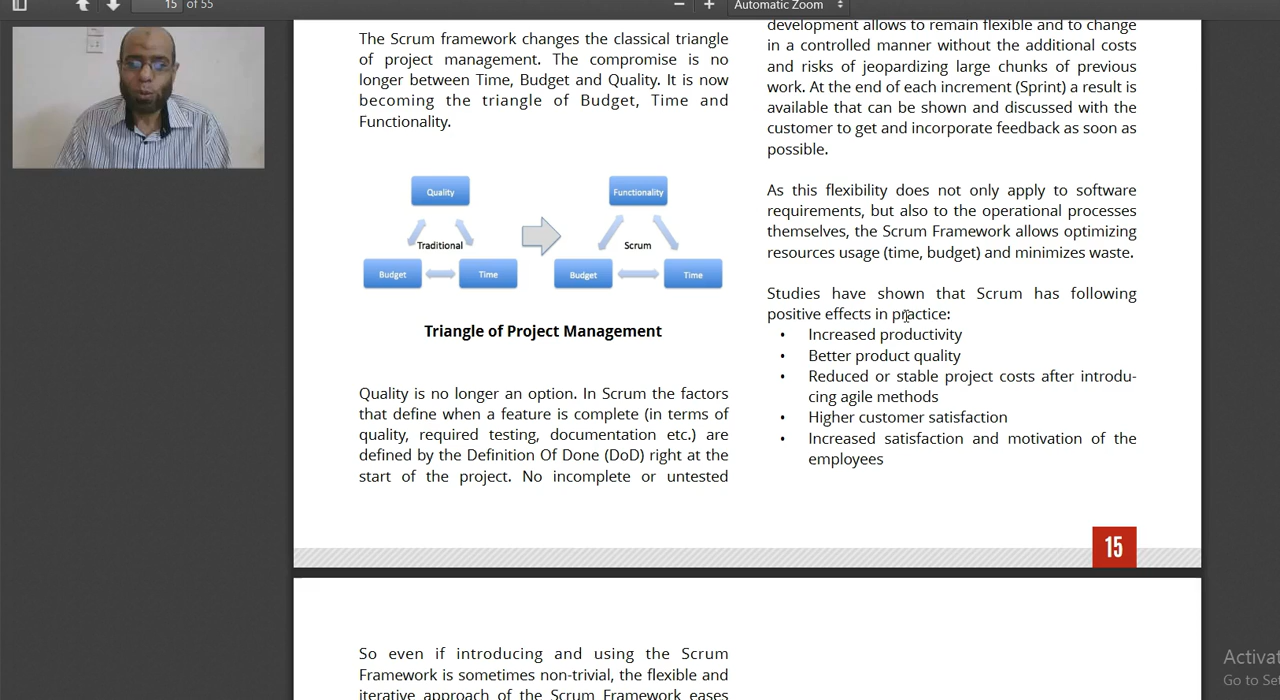 15 of 55
Automatic Zoom
The Scrum framework changes the classical triangle
of project management. The compromise is no
longer between Time, Budget and Quality. It is now
becoming the triangle of Budget, Time and
Functionality.
Quality
Traditional
Budget
Time
Functionality
Scrum
Budget
Time
Triangle of Project Management
Quality is no longer an option. In Scrum the factors
that define when a feature is complete (in terms of
quality, required testing, documentation etc.) are
defined by the Definition Of Done (DoD) right at the
start of the project. No incomplete or untested
development allows to remain flexible and to change
in a controlled manner without the additional costs
and risks of jeopardizing large chunks of previous
work. At the end of each increment (Sprint) a result is
available that can be shown and discussed with the
customer to get and incorporate feedback as soon as
possible.
As this flexibility does not only apply to software
requirements, but also to the operational processes
themselves, the Scrum Framework allows optimizing
resources usage (time, budget) and minimizes waste.
Studies have shown that Scrum has following
positive effects in practice:
• Increased productivity
• Better product quality
• Reduced or stable project costs after introdu-
cing agile methods
• Higher customer satisfaction
• Increased satisfaction and motivation of the
employees
15
So even if introducing and using the Scrum
Framework is sometimes non-trivial, the flexible and
iterative approach of the Scrum Framework eases
Activat
Go to Set